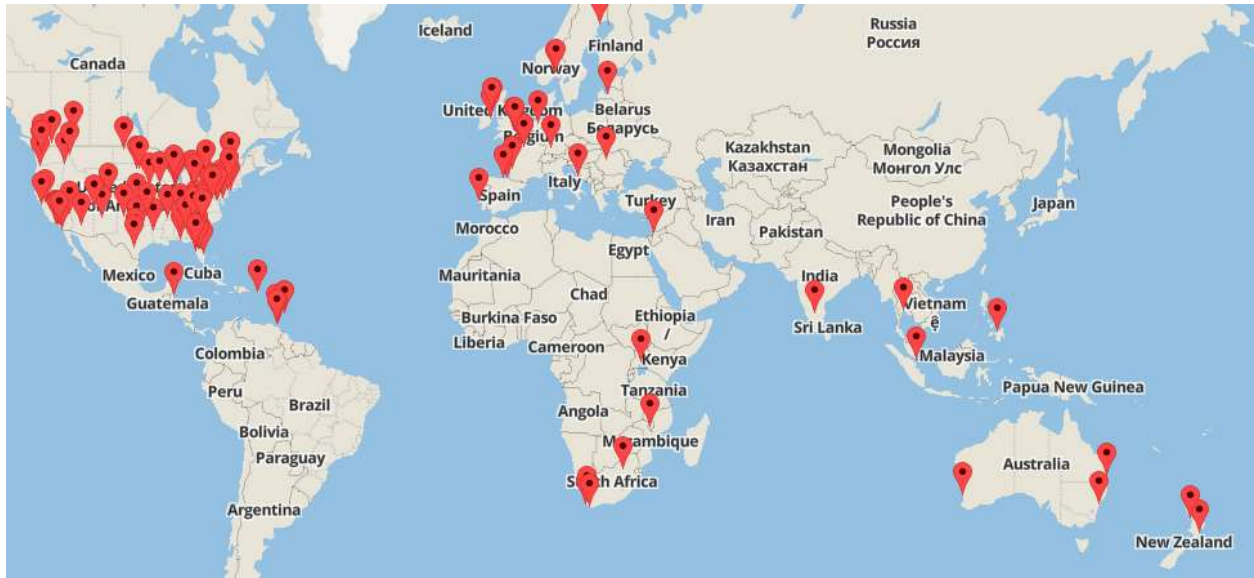 Russia
Россия
Iceland
Finland
Canada
Norway
United Kingdom
Belarus
Беларусь
Belgium
Kazakhstan
Казахстан
Mongolia
Монгол Улс
Italy
Spain
Turkey
People's
Republic of China
Japan
Iran
Morocco
Pakistan
Egypt
Mexico
Cuba
Mauritania
India
Guatemala
Chad
Vietnam
Burkina Faso
Ethiopia
/
ệ
Sri Lanka
Liberia
Cameroon
Colombia
Kenya
Malaysia
Peru
Tanzania
Papua New Guinea
Brazil
Angola
Bolivia
Mozambique
Paraguay
Australia
South Africa
Argentina
New Zealand